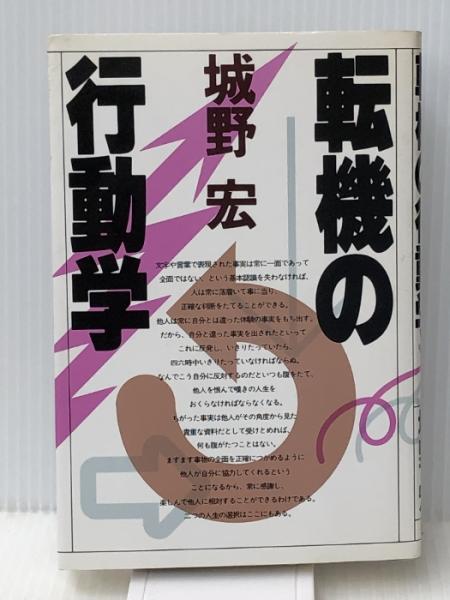 転機の
行動学
城野 宏
文字や言葉で表現された事実は常に一面であって
全面ではない、という基本認識を失わなければ、
人は常に落着いて事に当り、
正確な判断をたてることができる。
他人は常に自分とは違った体験の事実をもち出す。
だから、自分と違った事実を出されたといって
これに反発し、いきりたっていたら、
四六時中いきりたっていなければならぬ。
なんでこう自分に反対するのだといつも腹をたて、
他人を恨んで嘆きの人生を
おくらなければならなくなる。
ちがった事実は他人がその角度から見た
貴重な資料だとして受けとめれば、
何も腹がたつことはない。
ますます事物の全面を正確につかめるように
他人が自分に協力してくれるという
ことになるから、常に感謝し、
楽しんで他人に相対することができるわけである。
二つの人生の選択はここにもある。